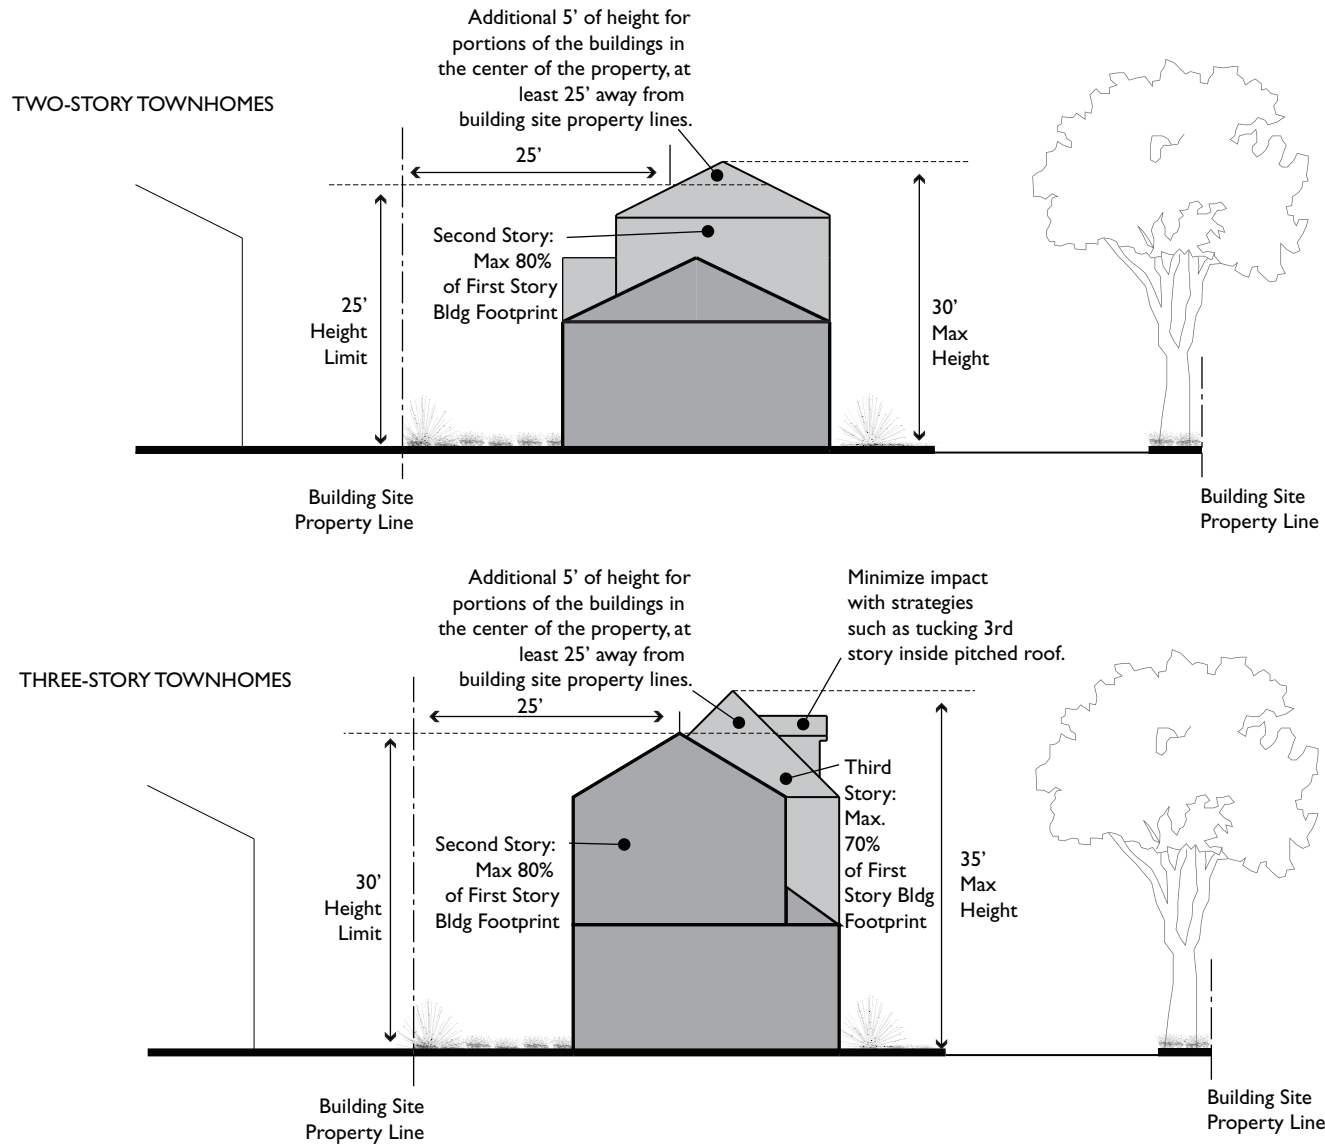 Additional 5’ of height for
portions of the buildings in
the center of the property, at
least 25’ away from
building site property lines.
TWO-STORY TOWNHOMES
25’
Second Story:
Max 80%
of First Story
Bldg Footprint
25’
Height
Limit
30’
Max
Height
Building Site
Property Line
Building Site
Property Line
Additional 5’ of height for
portions of the buildings in
the center of the property, at
least 25’ away from
building site property lines.
Minimize impact
with strategies
such as tucking 3rd
story inside pitched roof.
THREE-STORY TOWNHOMES
25’
Third
Story:
Max.
70%
of First
Story Bldg
Footprint
Second Story:
Max 80%
of First Story
Bldg Footprint
30’
Height
Limit
35’
Max
Height
Building Site
Property Line
Building Site
Property Line